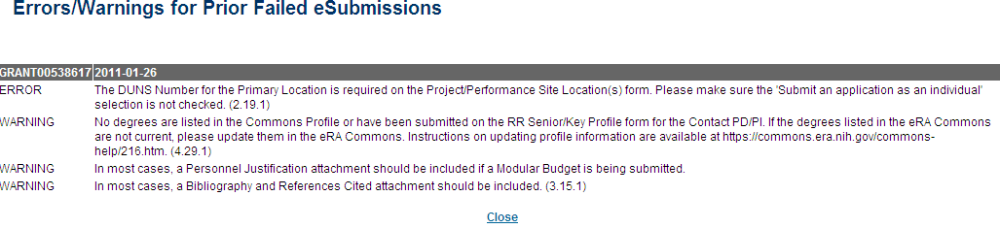 Errors/Warnings for Prior Failed eSubmissions
GRANT00538617 2011-01-26
ERROR The DUNS Number for the Primary Location is required on the Project/Performance Site Location(s) form. Please make sure the 'Submit an application as an individual'
selection is not checked. (2.19.1)
WARNING No degrees are listed in the Commons Profile or have been submitted on the RR Senior/Key Profile form for the Contact PD/PI. If the degrees listed in the eRA Commons
are not current, please update them in the eRA Commons. Instructions on updating profile information are available at https://commons.era.nih.gov/commons-
help/216.htm. (4.29.1)
WARNING In most cases, a Personnel Justification attachment should be included if a Modular Budget is being submitted.
WARNING In most cases, a Bibliography and References Cited attachment should be included. (3.15.1)
Close